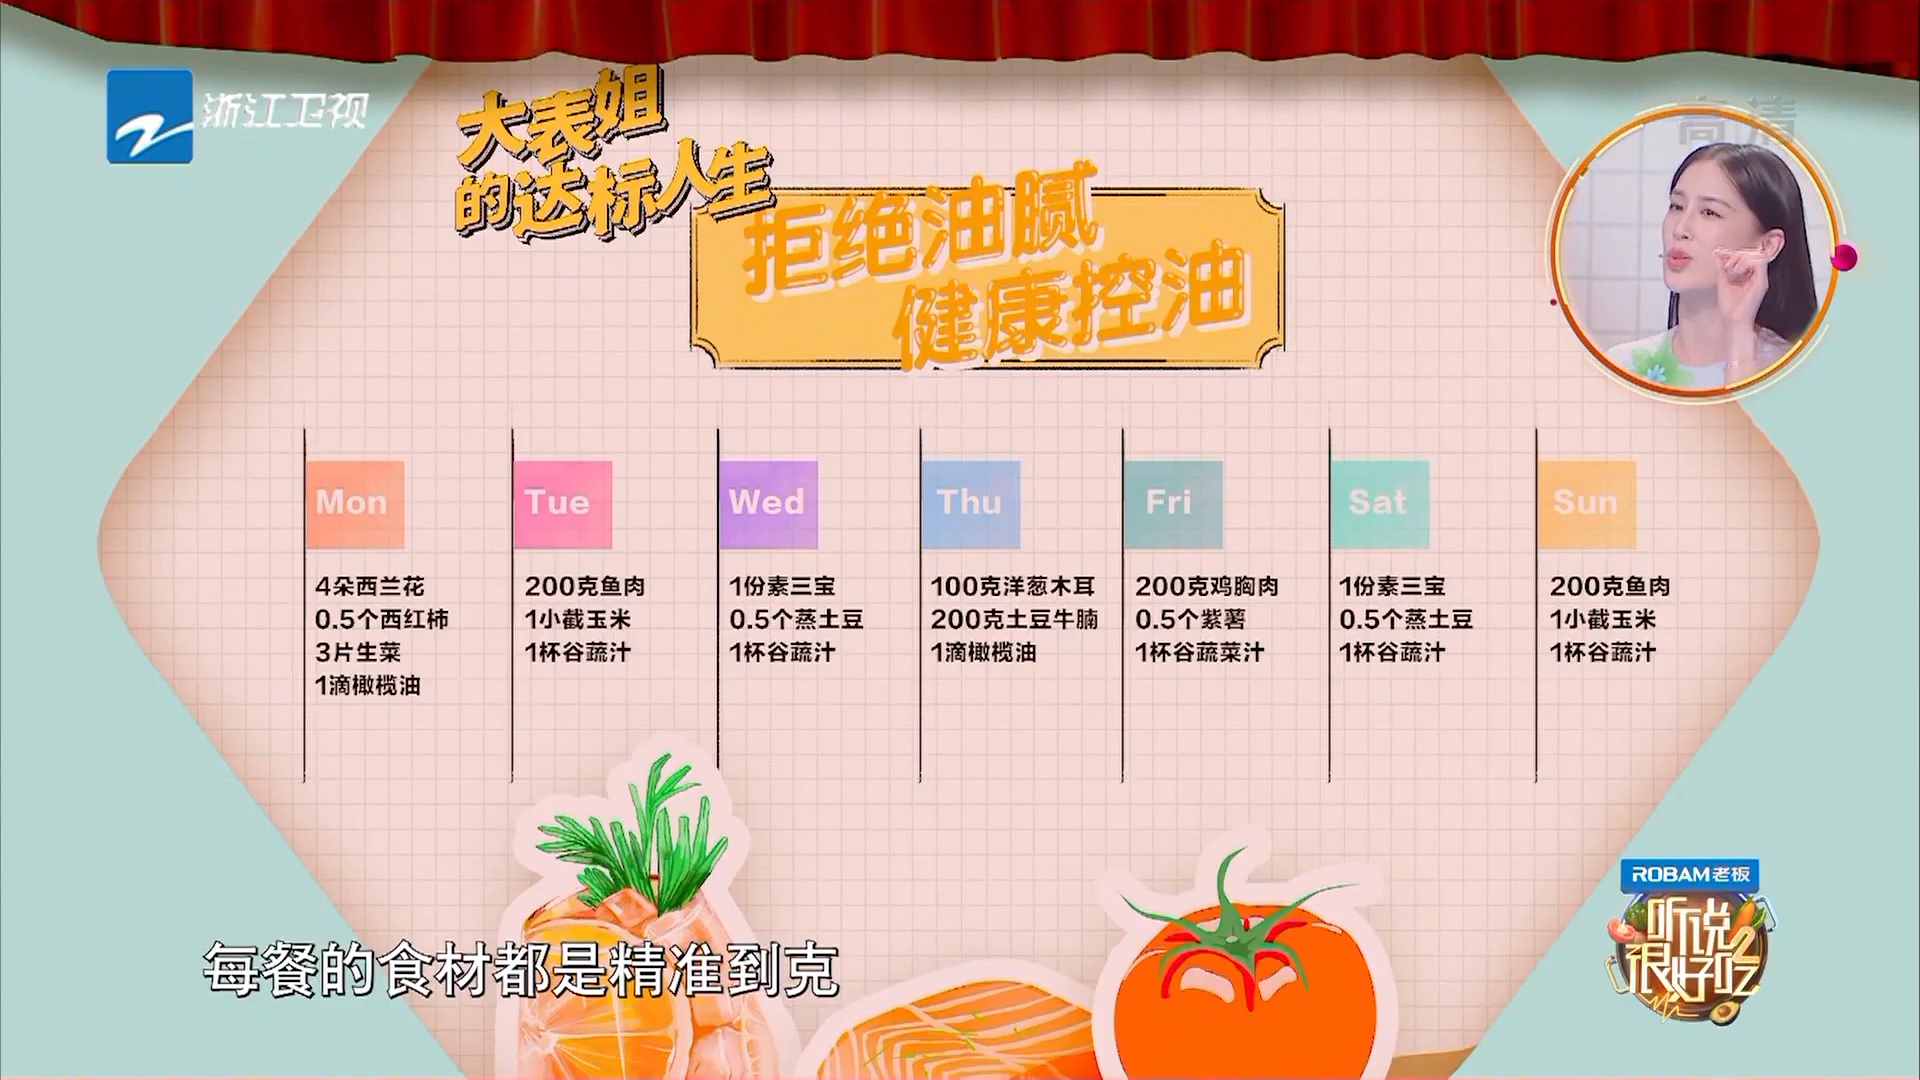 浙江卫视
高清
大表姐
的达标人生
拒绝油腻
健康控油
Mon
4朵西兰花
0.5个西红柿
3片生菜
1滴橄榄油
Tue
200克鱼肉
1小截玉米
1杯谷蔬汁
Wed
1份素三宝
0.5个蒸土豆
1杯谷蔬汁
Thu
100克洋葱木耳
200克土豆牛腩
1滴橄榄油
Fri
200克鸡胸肉
0.5个紫薯
1杯谷蔬菜汁
Sat
1份素三宝
0.5个蒸土豆
1杯谷蔬汁
Sun
200克鱼肉
1小截玉米
1杯谷蔬汁
每餐的食材都是精准到克
ROBAM老板
听说
很好吃2